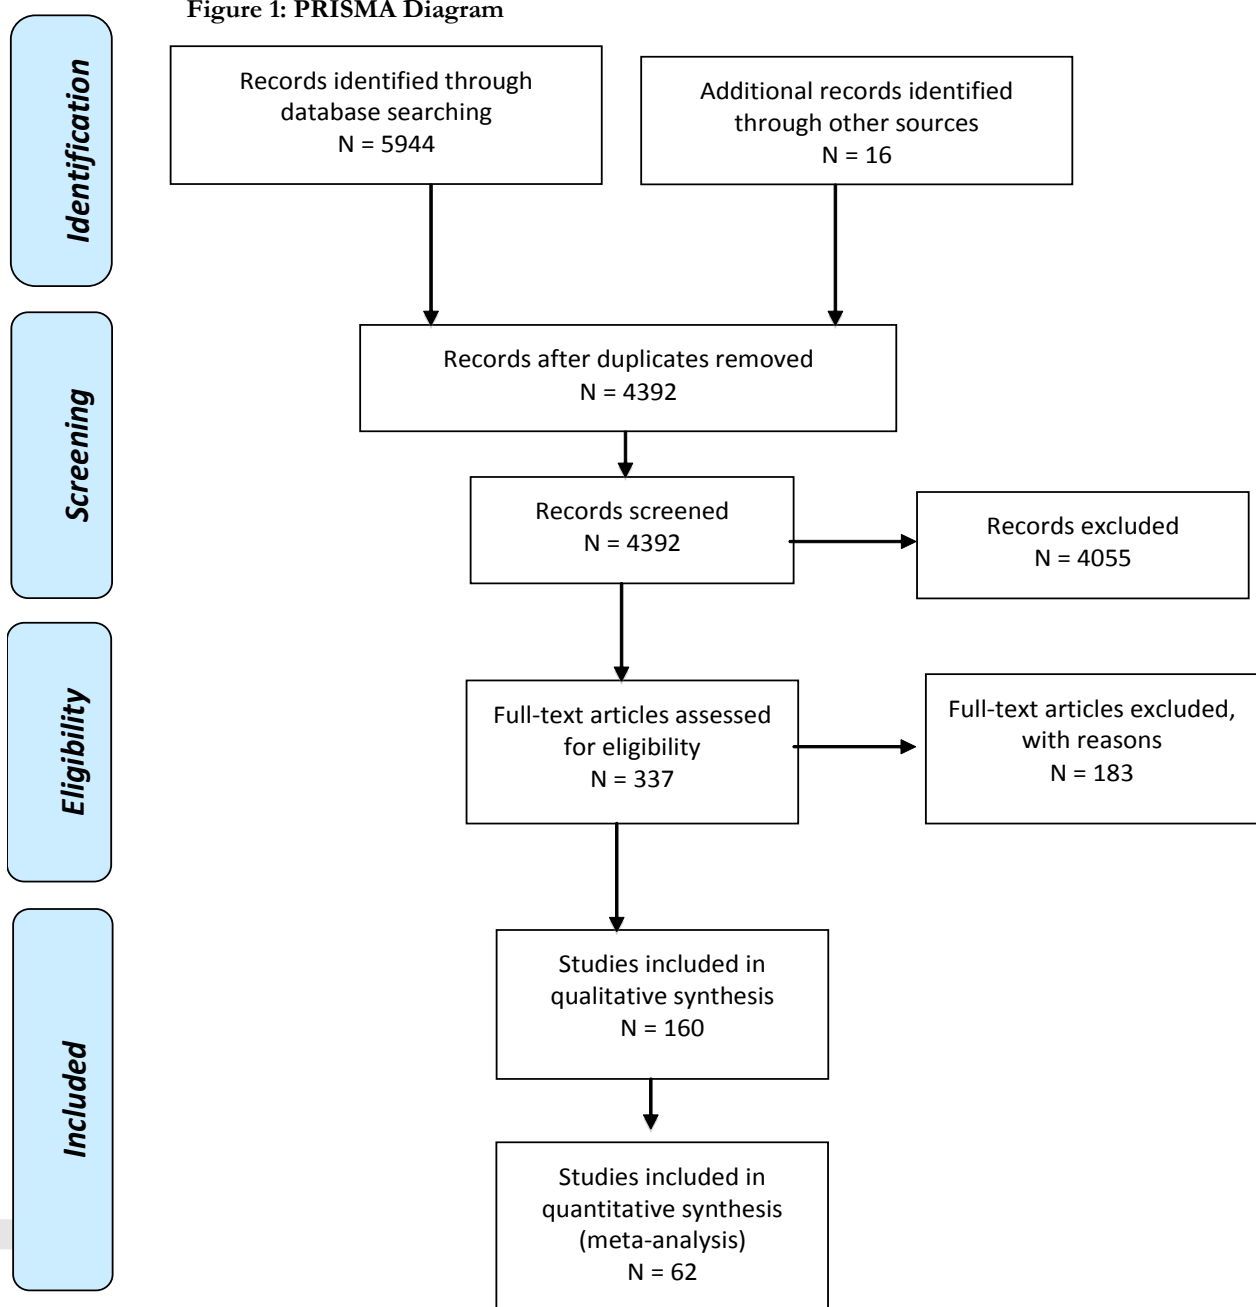 Figure 1: PRISMA Diagram
Identification
Records identified through
database searching
N = 5944
Additional records identified
through other sources
N = 16
Screening
Records after duplicates removed
N = 4392
Records screened
N = 4392
Records excluded
N = 4055
Eligibility
Full-text articles assessed
for eligibility
N = 337
Full-text articles excluded,
with reasons
N = 183
Included
Studies included in
qualitative synthesis
N = 160
Studies included in
quantitative synthesis
(meta-analysis)
N = 62